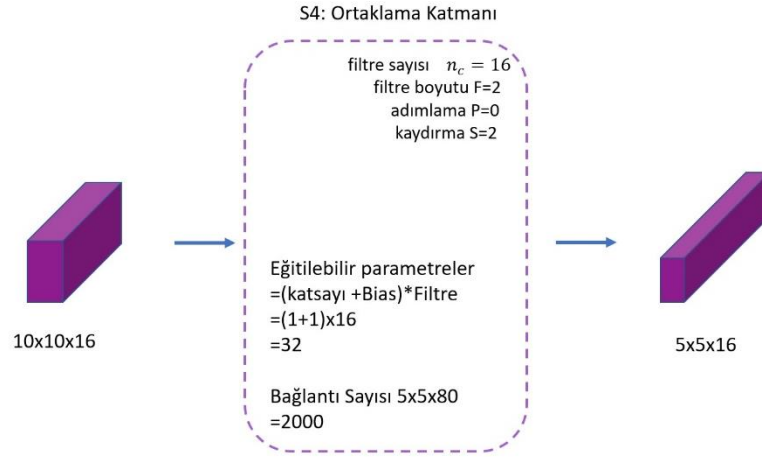 S4: Ortaklama Katmanı
filtre sayısı n_c = 16
filtre boyutu F=2
adımlama P=0
kaydırma S=2
10x10x16
Eğitilebilir parametreler
=(katsayı +Bias)*Filtre
=(1+1)x16
=32
Bağlantı Sayısı 5x5x80
=2000
5x5x16